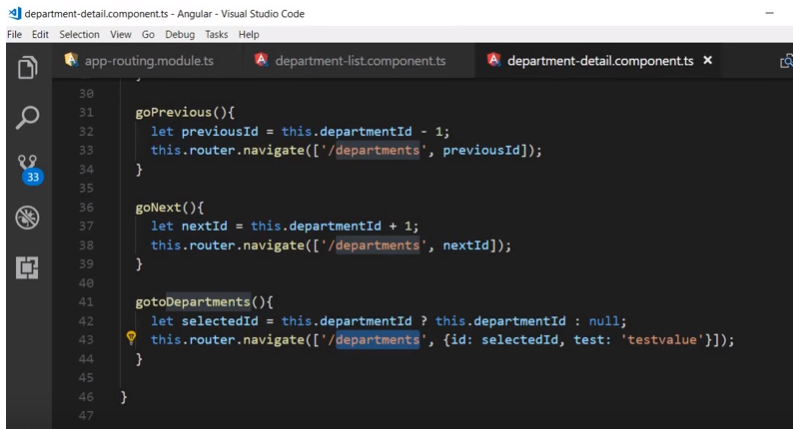 department-detail.component.ts - Angular - Visual Studio Code
File Edit Selection View Go Debug Tasks Help
app-routing.module.ts department-list.component.ts department-detail.component.ts ×
33
30
31 goPrevious(){
32 let previousId = this.departmentId - 1;
33 this.router.navigate(['/departments', previousId]);
34 }
35
36 goNext(){
37 let nextId = this.departmentId + 1;
38 this.router.navigate(['/departments', nextId]);
39 }
40
41 gotoDepartments(){
42 let selectedId = this.departmentId ? this.departmentId : null;
43 this.router.navigate(['/departments', {id: selectedId, test: 'testvalue'}]);
44 }
45
46 }
47